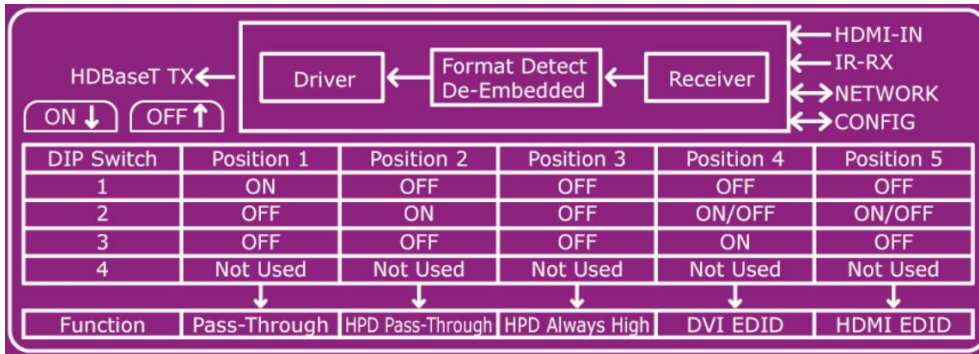 HDMI-IN
IR-RX
NETWORK
CONFIG
HDBaseT TX
Driver
Format Detect
De-Embedded
Receiver
ON OFF
DIP Switch Position 1 Position 2 Position 3 Position 4 Position 5
1 ON OFF OFF OFF OFF
2 OFF ON OFF ON/OFF ON/OFF
3 OFF OFF OFF ON OFF
4 Not Used Not Used Not Used Not Used Not Used
Function Pass-Through HPD Pass-Through HPD Always High DVI EDID HDMI EDID